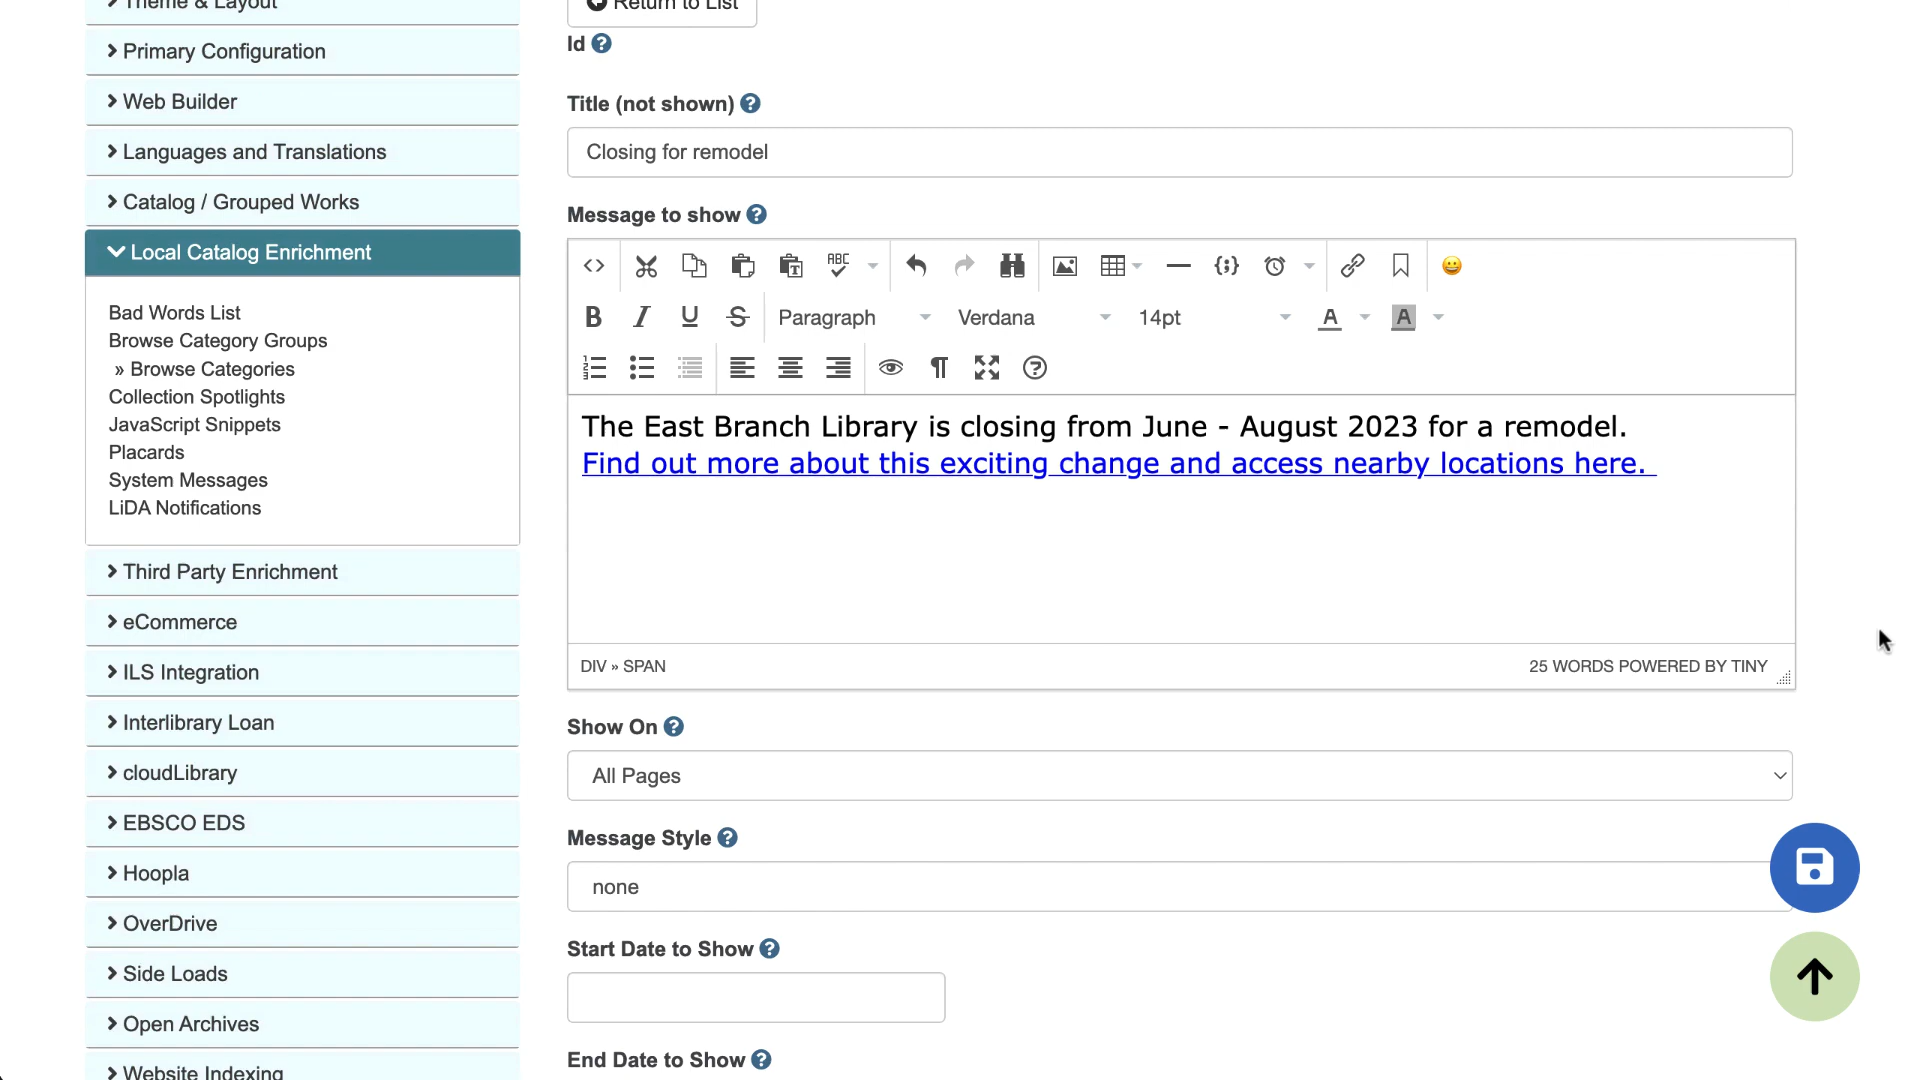 Theme & Layout
Primary Configuration
Web Builder
Languages and Translations
Catalog / Grouped Works
Local Catalog Enrichment
Bad Words List
Browse Category Groups
» Browse Categories
Collection Spotlights
JavaScript Snippets
Placards
System Messages
LiDA Notifications
Third Party Enrichment
eCommerce
ILS Integration
Interlibrary Loan
cloudLibrary
EBSCO EDS
Hoopla
OverDrive
Side Loads
Open Archives
Website Indexing
Return to List
Id
Title (not shown)
Closing for remodel
Message to show
ABC
B I U S Paragraph Verdana 14pt A A
The East Branch Library is closing from June - August 2023 for a remodel.
Find out more about this exciting change and access nearby locations here.
DIV » SPAN 25 WORDS POWERED BY TINY
Show On
All Pages
Message Style
none
Start Date to Show
End Date to Show